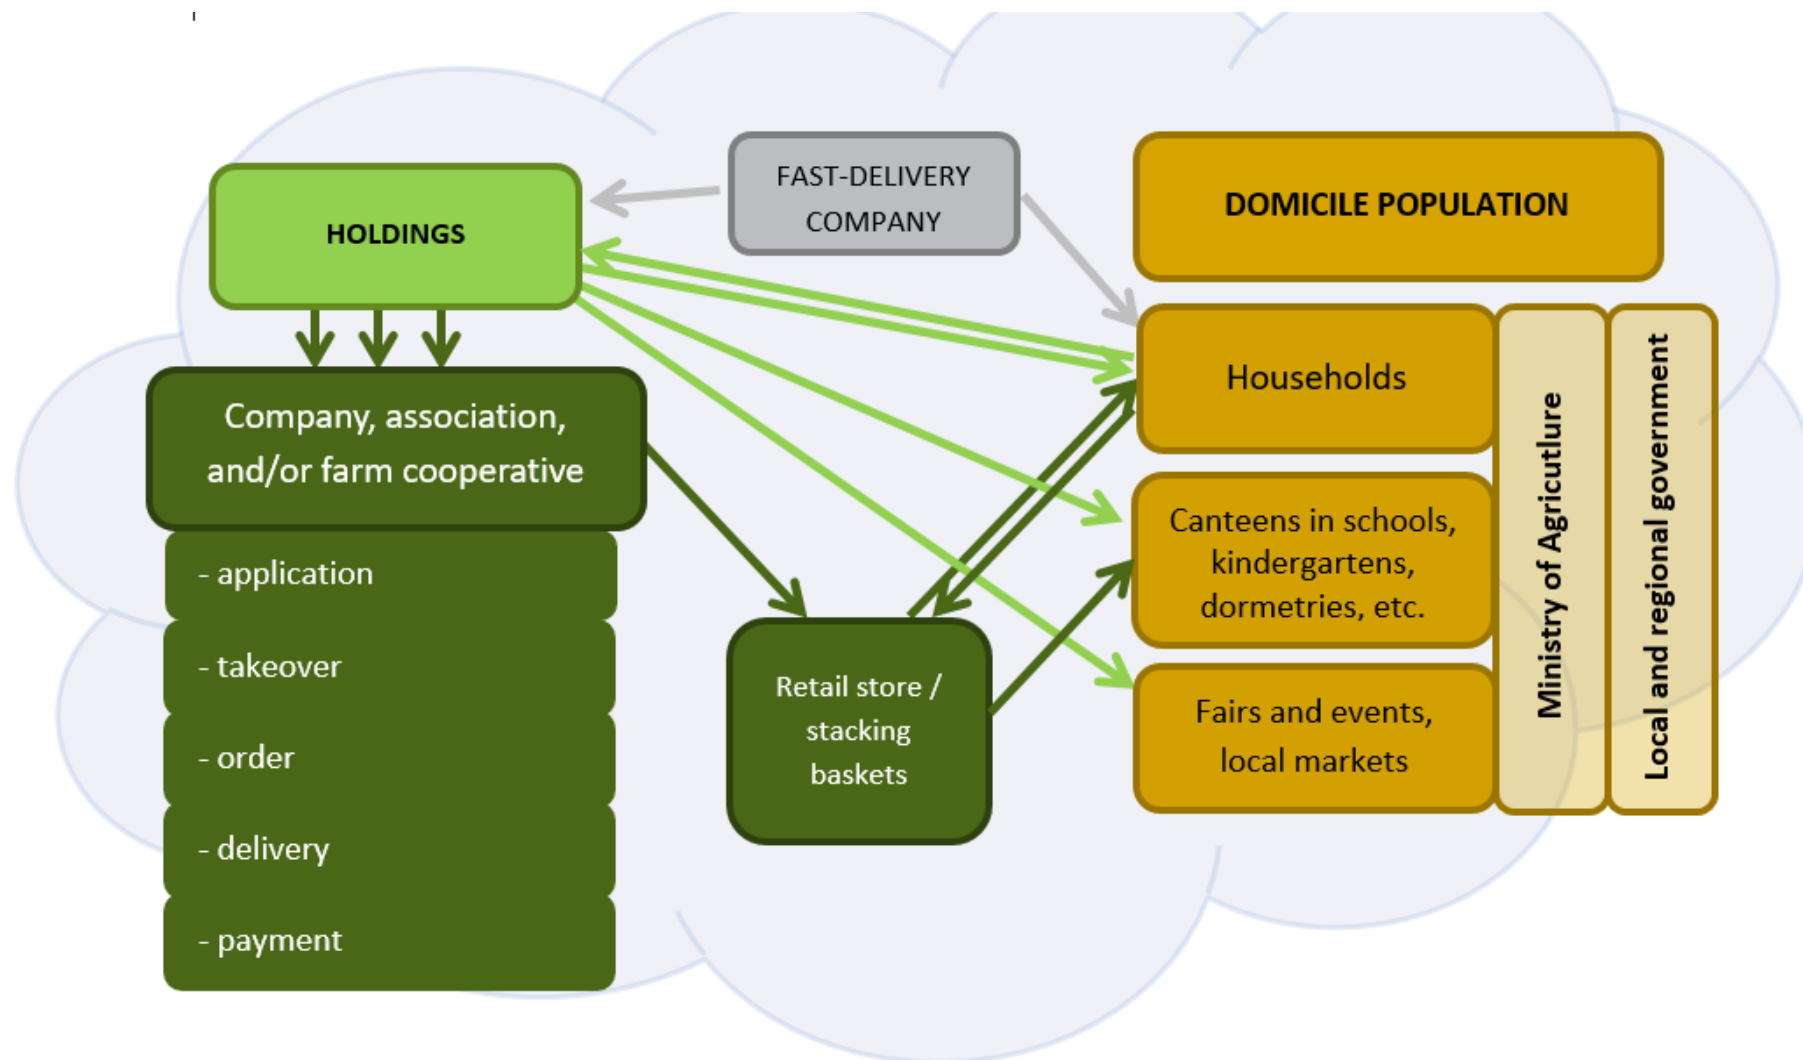 HOLDINGS
FAST-DELIVERY
COMPANY
DOMICILE POPULATION
Company, association,
and/or farm cooperative
- application
- takeover
- order
- delivery
- payment
Retail store /
stacking
baskets
Households
Canteens in schools,
kindergartens,
dormetries, etc.
Fairs and events,
local markets
Ministry of Agricutlure
Local and regional government